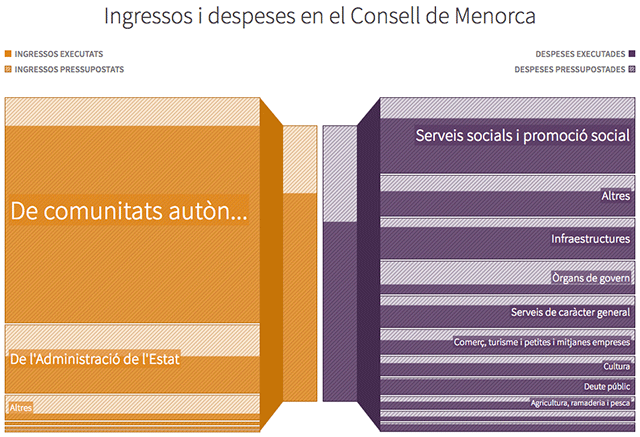 Ingressos i despeses en el Consell de Menorca
INGRESSOS EXECUTATS
INGRESSOS PRESSUPOSTATS
DESPESES EXECUTADES
DESPESES PRESSUPOSTADES
De comunitats autòn...
De l'Administració de l'Estat
Altres
Serveis socials i promoció social
Altres
Infraestructures
Òrgans de govern
Serveis de caràcter general
Comerç, turisme i petites i mitjanes empreses
Cultura
Deute públic
Agricultura, ramaderia i pesca